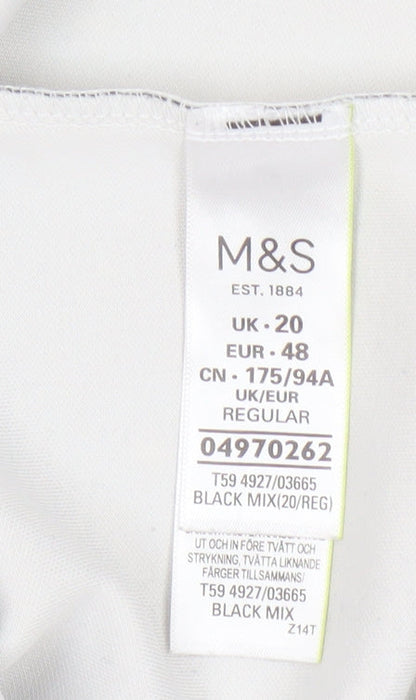 M&S
EST. 1884
UK • 20
EUR • 48
CN • 175/94A
UK/EUR
REGULAR
04970262
T59 4927/03665
BLACK MIX(20/REG)
UT OCH IN FÖRE TVÄTT OCH
STRYKNING, TVÄTTA LIKNANDE
FÄRGER TILLSAMMANS/
T59 4927/03665
BLACK MIX
Z14T